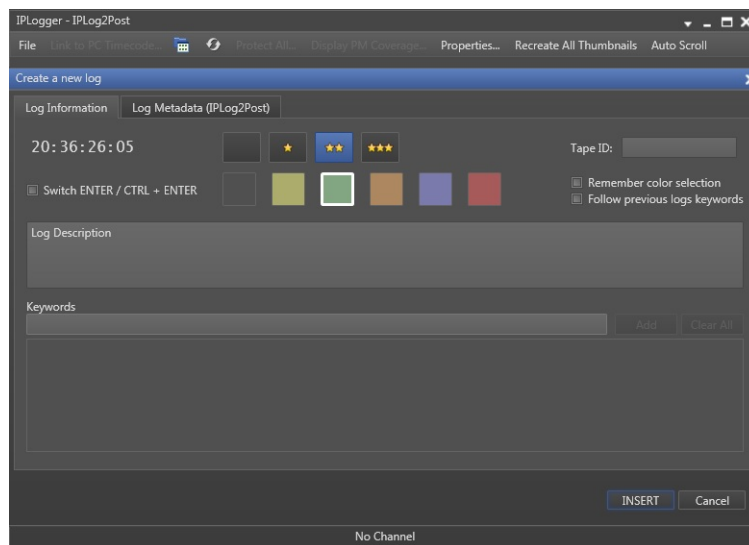 IPLogger - IPLog2Post
File Link to PC Timecode... Protect All... Display PM Coverage... Properties... Recreate All Thumbnails Auto Scroll
Create a new log
Log Information Log Metadata (IPLog2Post)
20:36:26:05 Tape ID:
Switch ENTER / CTRL + ENTER Remember color selection
Follow previous logs keywords
Log Description
Keywords
Add Clear All
INSERT Cancel
No Channel